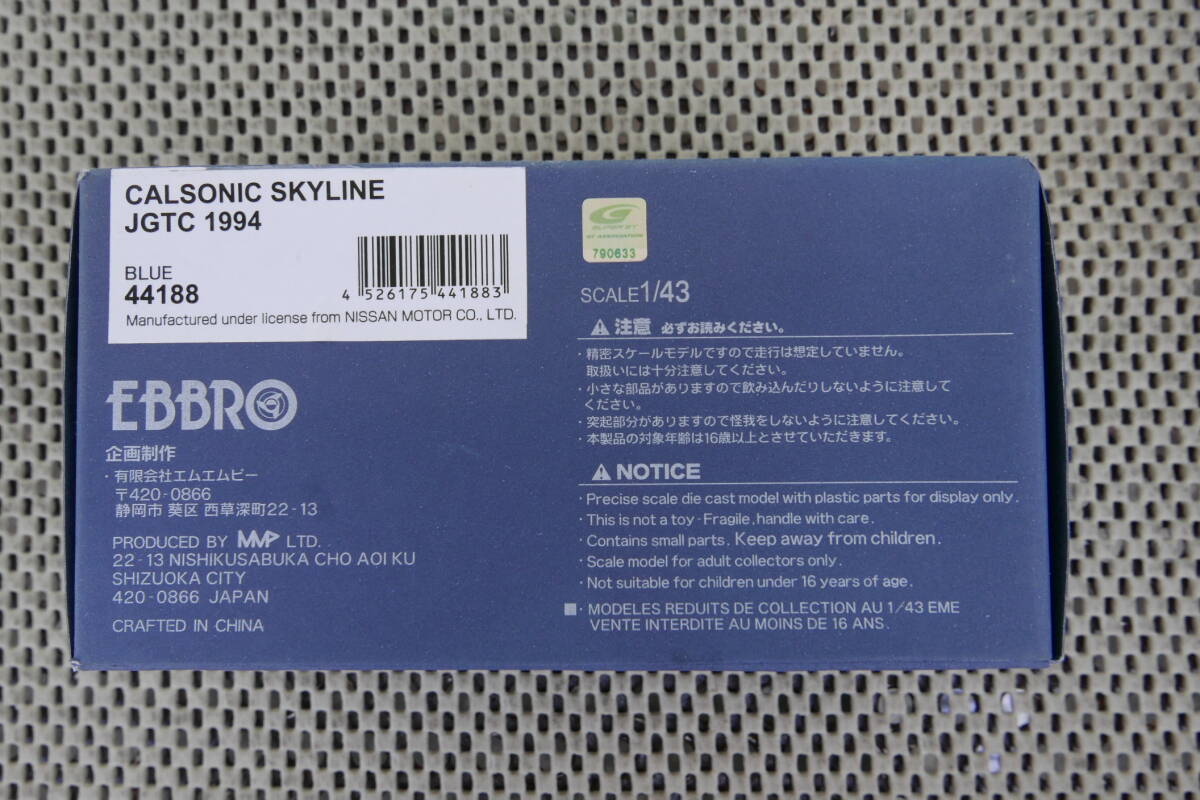 CALSONIC SKYLINE
JGTC 1994
BLUE
44188
4 526175 441883
Manufactured under license from NISSAN MOTOR CO., LTD.
EBBRO
企画制作
・有限会社エムエムピー
〒420-0866
静岡市 葵区 西草深町22-13
PRODUCED BY MMP LTD.
22-13 NISHIKUSABUKA CHO AOI KU
SHIZUOKA CITY
420-0866 JAPAN
CRAFTED IN CHINA
G
SUPER GT
GT ASSOCIATION
790633
SCALE1/43
注意 必ずお読みください。
・精密スケールモデルですので走行は想定していません。
取扱いには十分注意してください。
・小さな部品がありますので飲み込んだりしないように注意して
ください。
・突起部分がありますので怪我をしないように注意してください。
・本製品の対象年齢は16歳以上とさせていただきます。
NOTICE
・Precise scale die cast model with plastic parts for display only.
・This is not a toy・Fragile, handle with care.
・Contains small parts. Keep away from children.
・Scale model for adult collectors only.
・Not suitable for children under 16 years of age.
■・MODELES REDUITS DE COLLECTION AU 1/43 EME
VENTE INTERDITE AU MOINS DE 16 ANS.